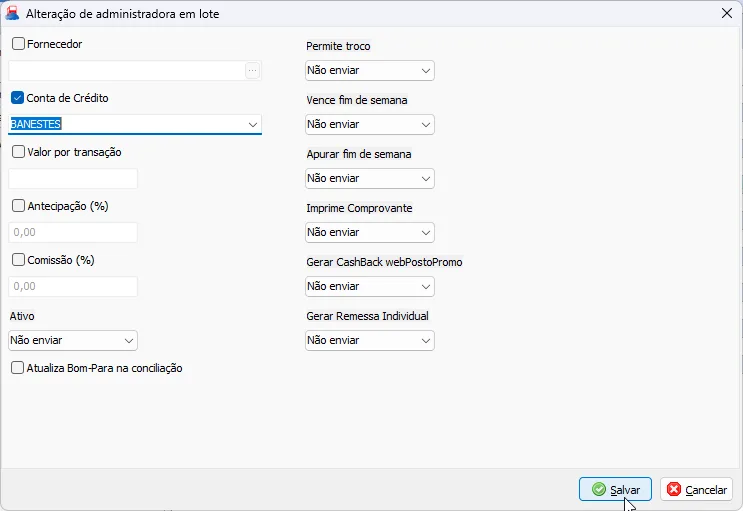 Alteração de administradora em lote
Fornecedor
...
Conta de Crédito
BANESTES
Valor por transação
Antecipação (%)
0,00
Comissão (%)
0,00
Ativo
Não enviar
Atualiza Bom-Para na conciliação
Permite troco
Não enviar
Vence fim de semana
Não enviar
Apurar fim de semana
Não enviar
Imprime Comprovante
Não enviar
Gerar CashBack webPostoPromo
Não enviar
Gerar Remessa Individual
Não enviar
Salvar
Cancelar